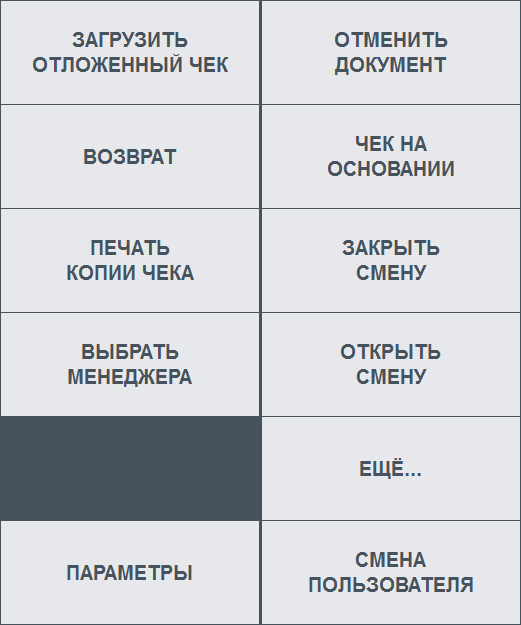 ЗАГРУЗИТЬ
ОТЛОЖЕННЫЙ ЧЕК
ОТМЕНИТЬ
ДОКУМЕНТ
ВОЗВРАТ
ЧЕК НА
ОСНОВАНИИ
ПЕЧАТЬ
КОПИИ ЧЕКА
ЗАКРЫТЬ
СМЕНУ
ВЫБРАТЬ
МЕНЕДЖЕРА
ОТКРЫТЬ
СМЕНУ
ЕЩЁ...
ПАРАМЕТРЫ
СМЕНА
ПОЛЬЗОВАТЕЛЯ